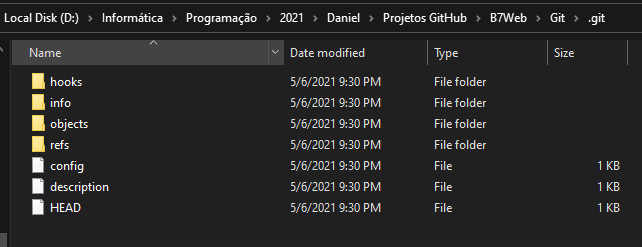 Local Disk (D:) > Informática > Programação > 2021 > Daniel > Projetos GitHub > B7Web > Git > .git
Name Date modified Type Size
hooks 5/6/2021 9:30 PM File folder
info 5/6/2021 9:30 PM File folder
objects 5/6/2021 9:30 PM File folder
refs 5/6/2021 9:30 PM File folder
config 5/6/2021 9:30 PM File 1 KB
description 5/6/2021 9:30 PM File 1 KB
HEAD 5/6/2021 9:30 PM File 1 KB